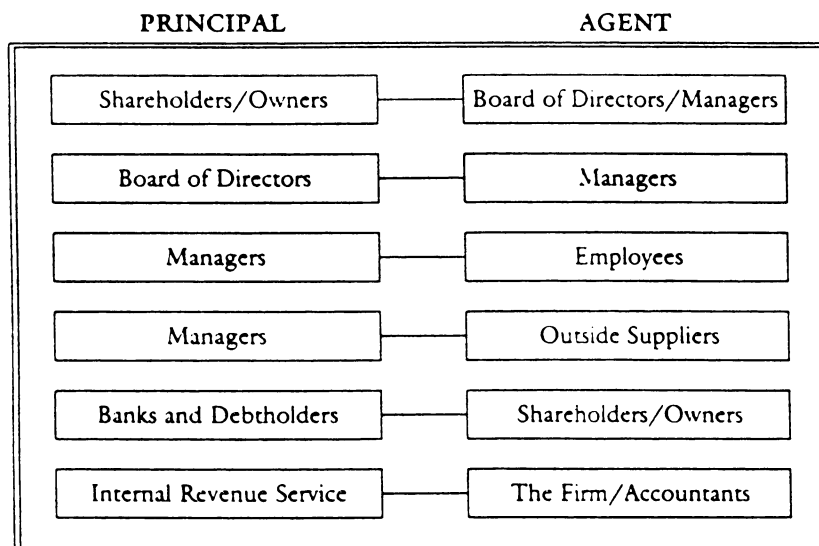 PRINCIPAL AGENT
Shareholders/Owners Board of Directors/Managers
Board of Directors Managers
Managers Employees
Managers Outside Suppliers
Banks and Debtholders Shareholders/Owners
Internal Revenue Service The Firm/Accountants